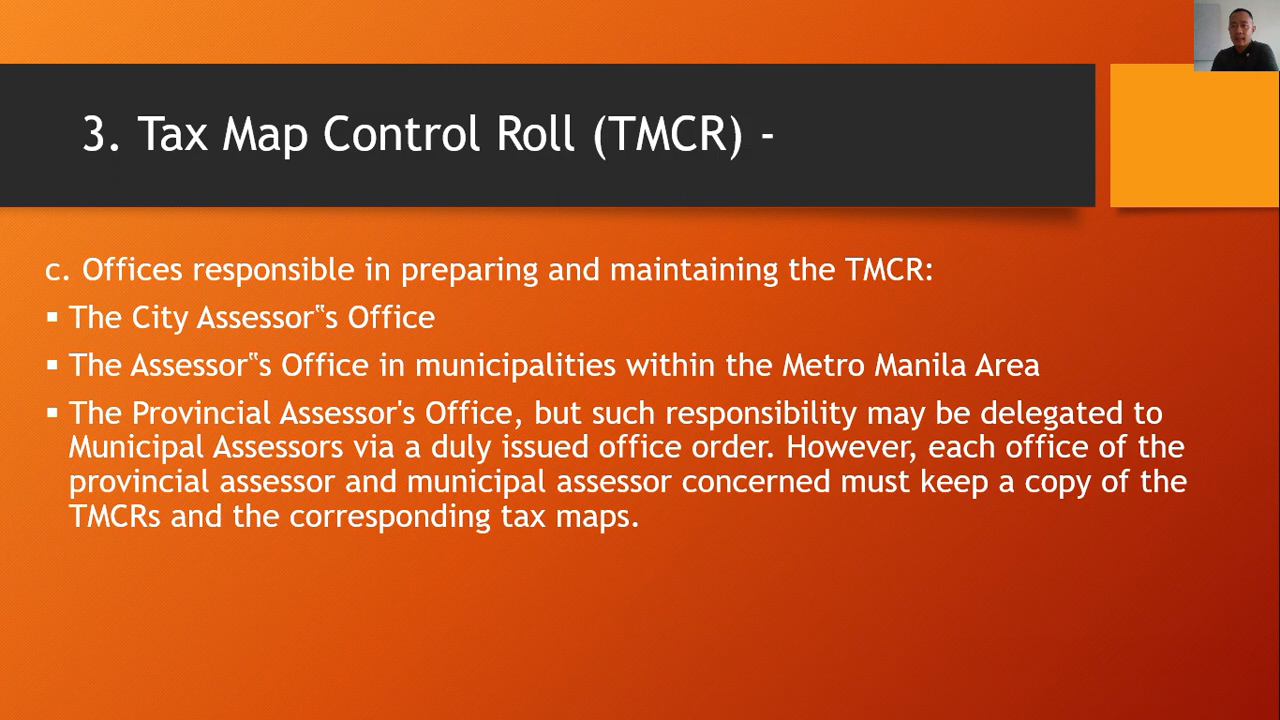 3. Tax Map Control Roll (TMCR) -
c. Offices responsible in preparing and maintaining the TMCR:
▪ The City Assessor‟s Office
▪ The Assessor‟s Office in municipalities within the Metro Manila Area
▪ The Provincial Assessor's Office, but such responsibility may be delegated to
Municipal Assessors via a duly issued office order. However, each office of the
provincial assessor and municipal assessor concerned must keep a copy of the
TMCRs and the corresponding tax maps.